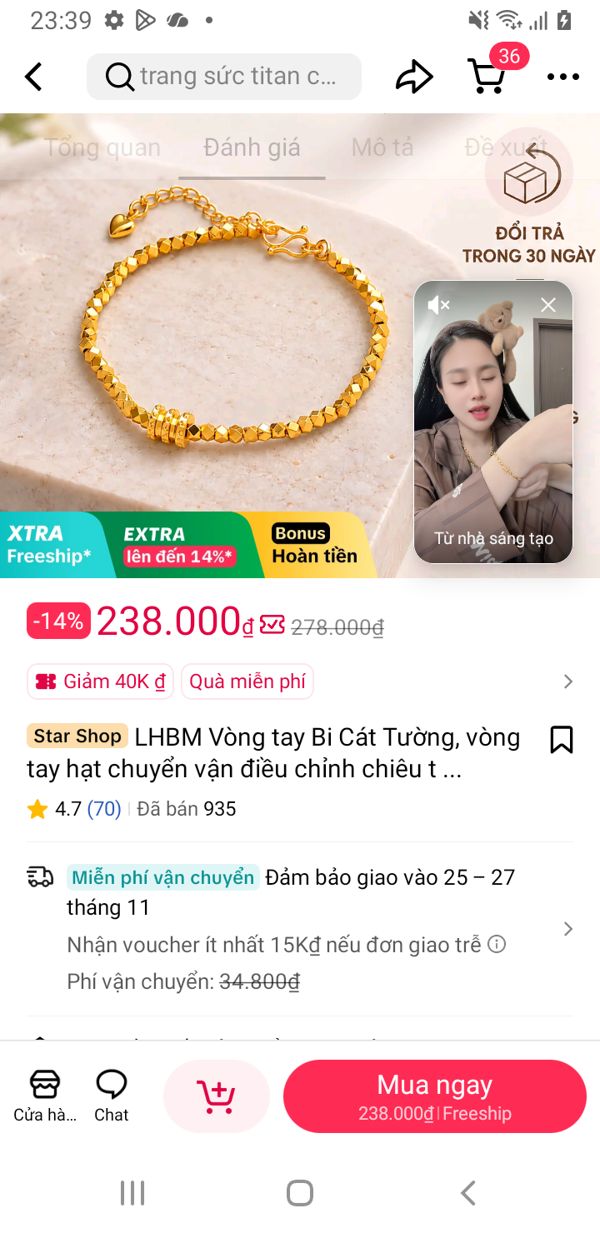 23:39
36
trang sức titan c...
Tổng quan
Đánh giá
Mô tả
Đề xuất
ĐỔI TRẢ
TRONG 30 NGÀY
Từ nhà sáng tạo
XTRA
Freeship*
EXTRA
lên đến 14%*
Bonus
Hoàn tiền
-14% 238.000₫ 278.000₫
Giảm 40K ₫
Quà miễn phí
Star Shop LHBM Vòng tay Bi Cát Tường, vòng
tay hạt chuyển vận điều chỉnh chiêu t ...
4.7 (70) Đã bán 935
Miễn phí vận chuyển Đảm bảo giao vào 25 – 27
tháng 11
Nhận voucher ít nhất 15K₫ nếu đơn giao trễ
Phí vận chuyển: 34.800₫
Cửa hà...
Chat
Mua ngay
238.000₫ | Freeship